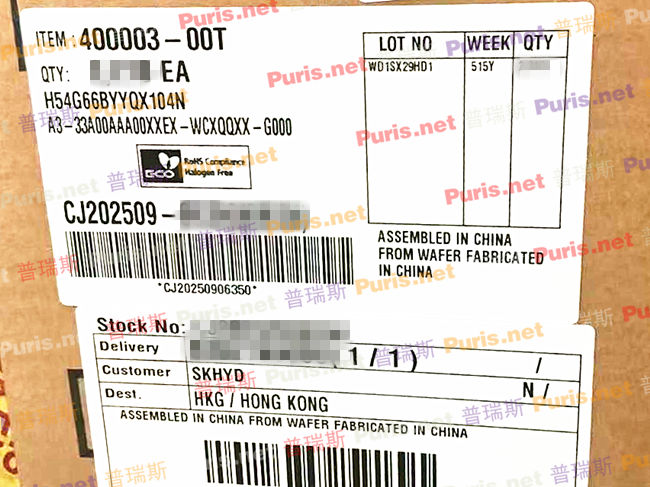 ITEM : 400003-00T
QTY: EA
H54G66BYYQX104N
A3-33A00AAA00XXEX-WCXQQXX-G000
GCO
RoHS Compliance
Halogen Free
CJ202509-
*CJ20250906350*
LOT NO WEEK QTY
WD1SX29HD1 515Y
ASSEMBLED IN CHINA
FROM WAFER FABRICATED
IN CHINA
Stock No:
Delivery 1/1) /
Customer SKHYD N/
Dest. HKG / HONG KONG
ASSEMBLED IN CHINA FROM WAFER FABRICATED IN CHINA
Puris.net 普瑞斯